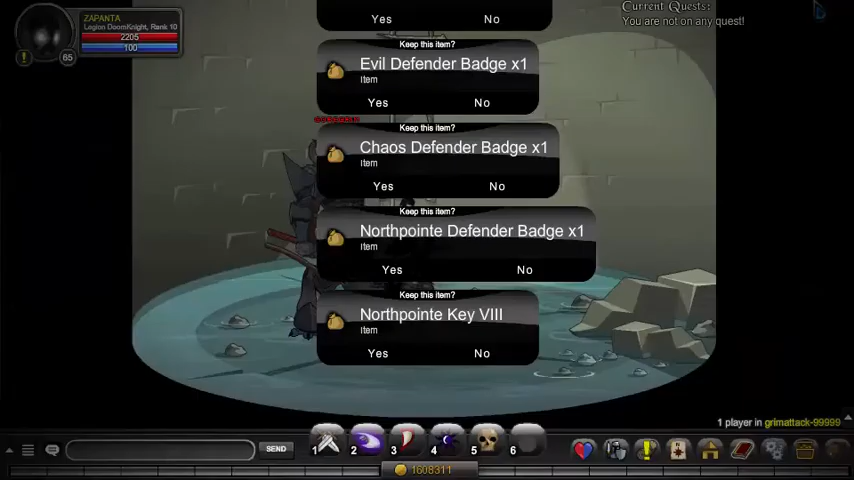 ZAPANTA
Legion DoomKnight, Rank 10
2205
100
65
Current Quests:
You are not on any quest!
Yes No
Keep this item?
Evil Defender Badge x1
Item
Yes No
Keep this item?
Chaos Defender Badge x1
Item
Yes No
Keep this item?
Northpointe Defender Badge x1
Item
Yes No
Keep this item?
Northpointe Key VIII
Item
Yes No
1 player in grimattack-99999
SEND
1 2 3 4 5 6
1608311